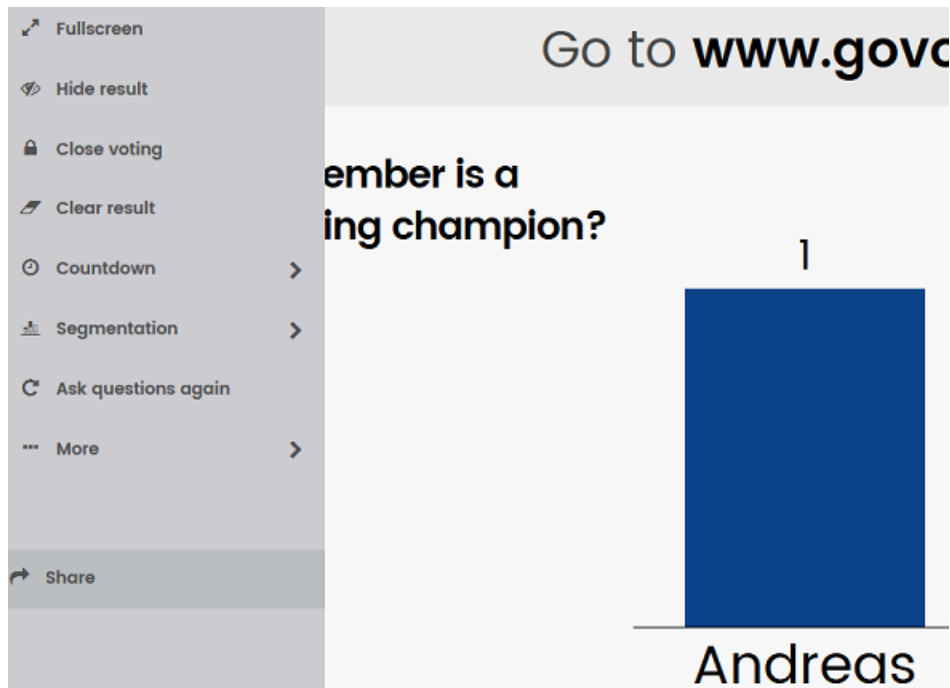 Fullscreen
Hide result
Close voting
Clear result
Countdown
Segmentation
Ask questions again
More
Share
Go to www.govo
ember is a
ing champion?
1
Andreas